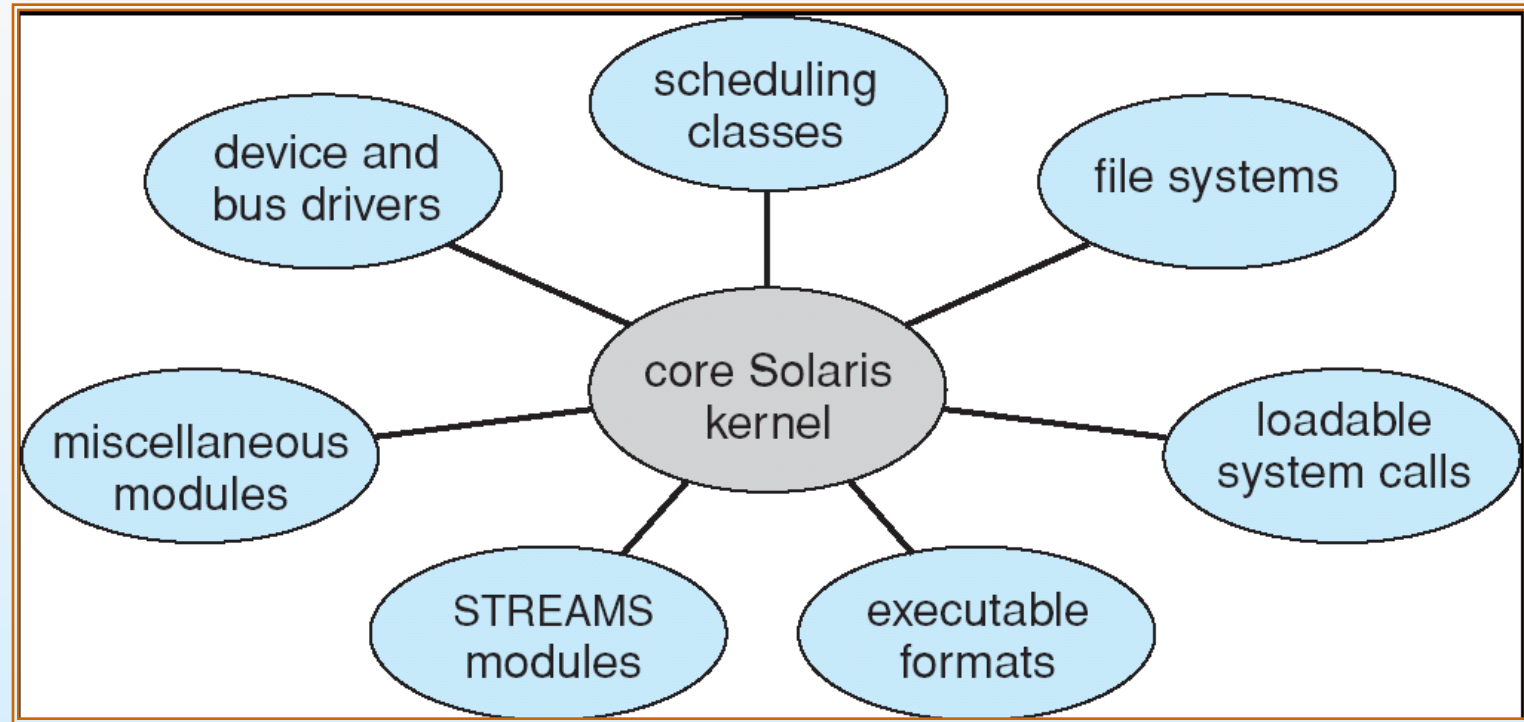 scheduling
classes
device and
bus drivers
file systems
core Solaris
kernel
miscellaneous
modules
loadable
system calls
STREAMS
modules
executable
formats